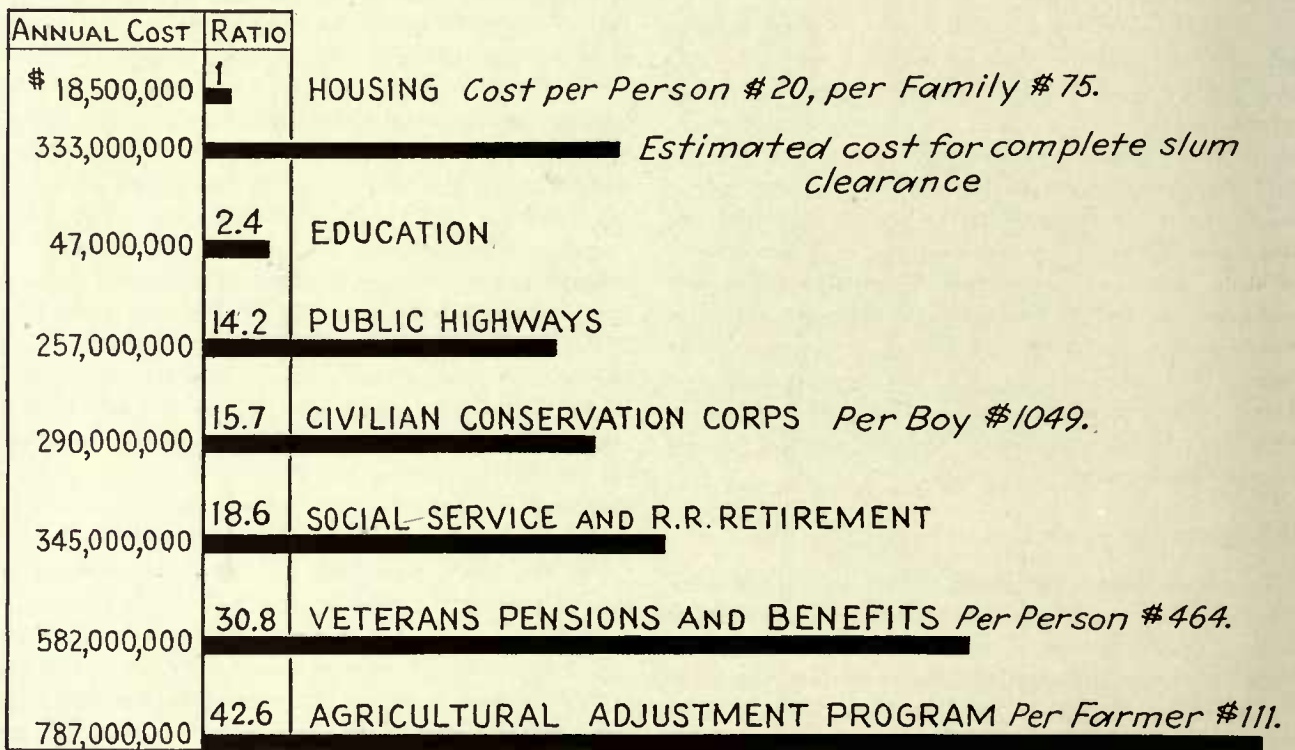 ANNUAL COST RATIO
$ 18,500,000 1 HOUSING Cost per Person $20, per Family $75.
333,000,000 Estimated cost for complete slum
clearance
2.4 EDUCATION
47,000,000
14.2 PUBLIC HIGHWAYS
257,000,000
15.7 CIVILIAN CONSERVATION CORPS Per Boy $1049.
290,000,000
18.6 SOCIAL SERVICE AND R.R. RETIREMENT
345,000,000
30.8 VETERANS PENSIONS AND BENEFITS Per Person $464.
582,000,000
42.6 AGRICULTURAL ADJUSTMENT PROGRAM Per Farmer $111.
787,000,000